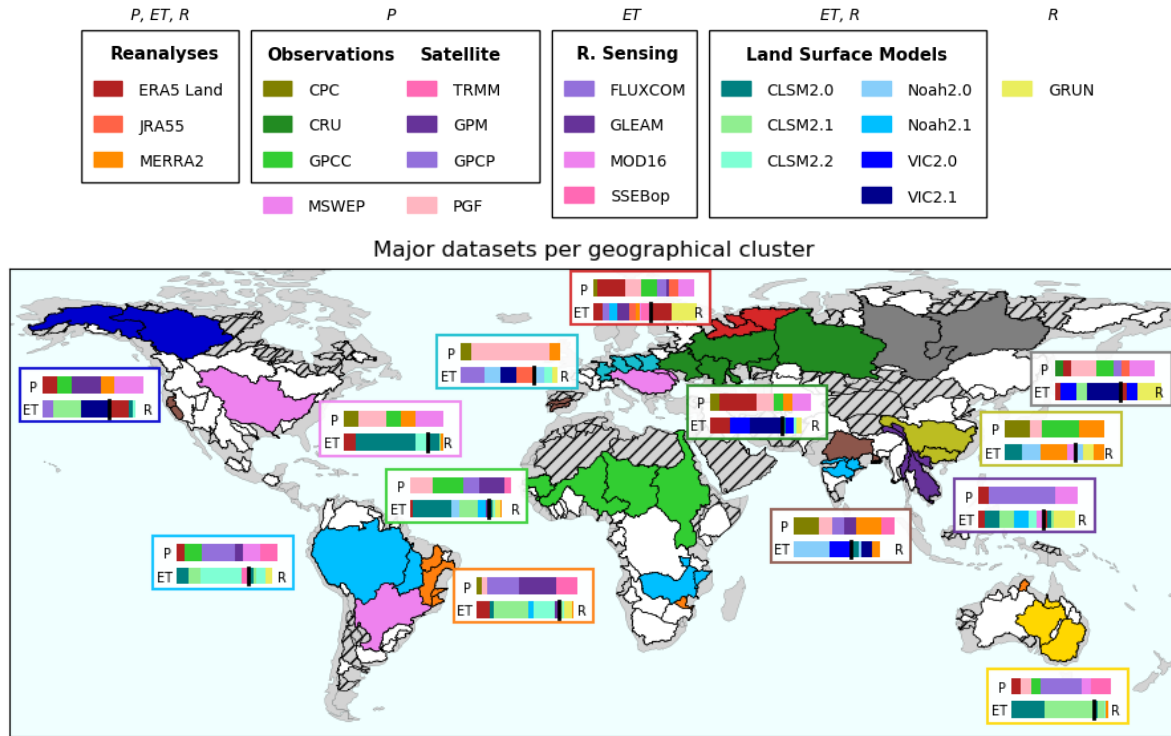 P, ET, R P ET ET, R R
Reanalyses Observations Satellite R. Sensing Land Surface Models
ERA5 Land CPC TRMM FLUXCOM CLSM2.0 Noah2.0 GRUN
JRA55 CRU GPM GLEAM CLSM2.1 Noah2.1
MERRA2 GPCC GPCP MOD16 CLSM2.2 VIC2.0
MSWEP PGF SSEBop VIC2.1
Major datasets per geographical cluster
P
ET R
P
ET R
P
ET R
P
ET R
P
ET R
P
ET R
P
ET R
P
ET R
P
ET R
P
ET R
P
ET R
P
ET R
P
ET R